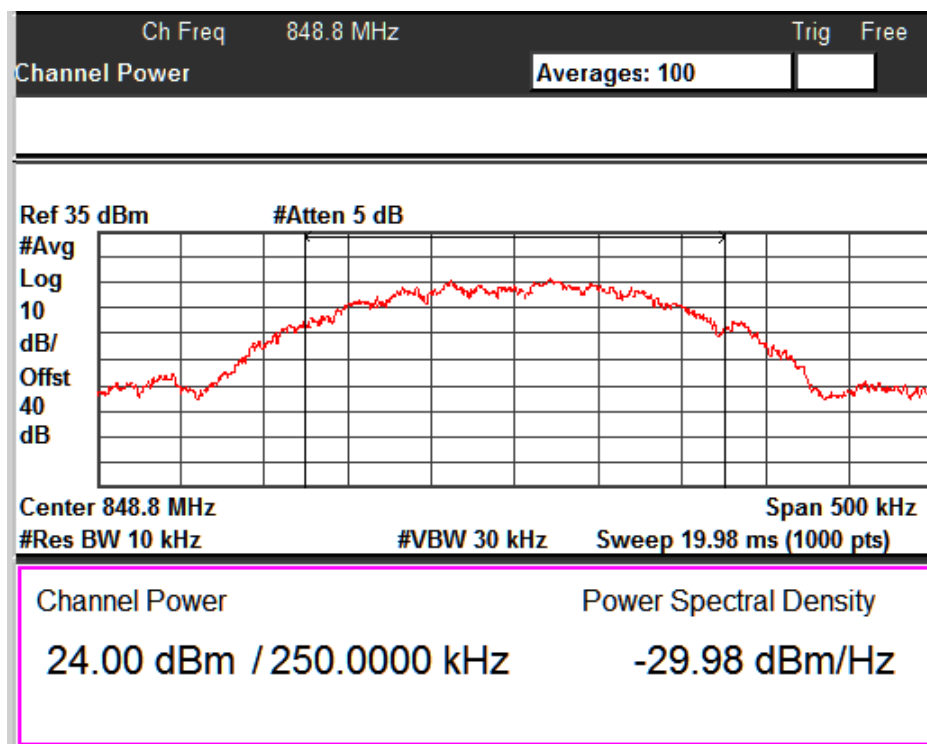 Ch Freq 848.8 MHz Trig Free
Channel Power Averages: 100
Ref 35 dBm #Atten 5 dB
#Avg
Log
10
dB/
Offst
40
dB
Center 848.8 MHz Span 500 kHz
#Res BW 10 kHz #VBW 30 kHz Sweep 19.98 ms (1000 pts)
Channel Power Power Spectral Density
24.00 dBm / 250.0000 kHz -29.98 dBm/Hz